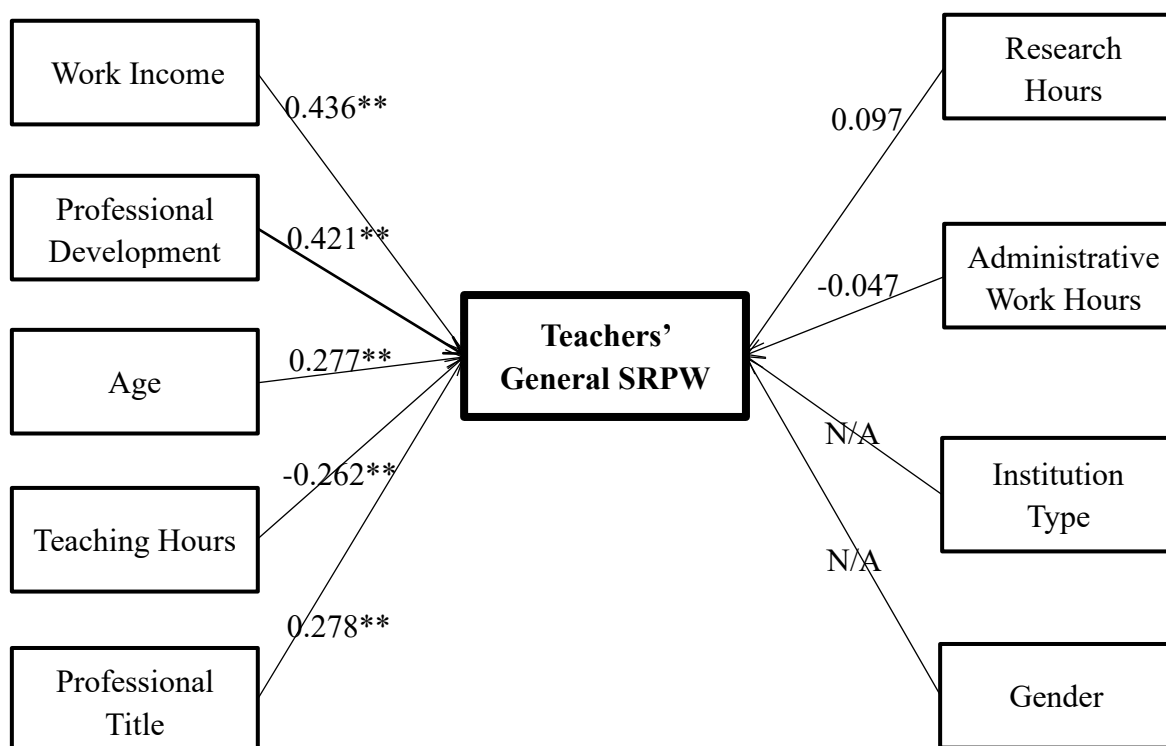 Work Income
0.436**
Professional
Development
0.421**
Age
0.277**
Teaching Hours
-0.262**
Professional
Title
0.278**
Teachers’
General SRPW
Research
Hours
0.097
Administrative
Work Hours
-0.047
Institution
Type
N/A
Gender
N/A